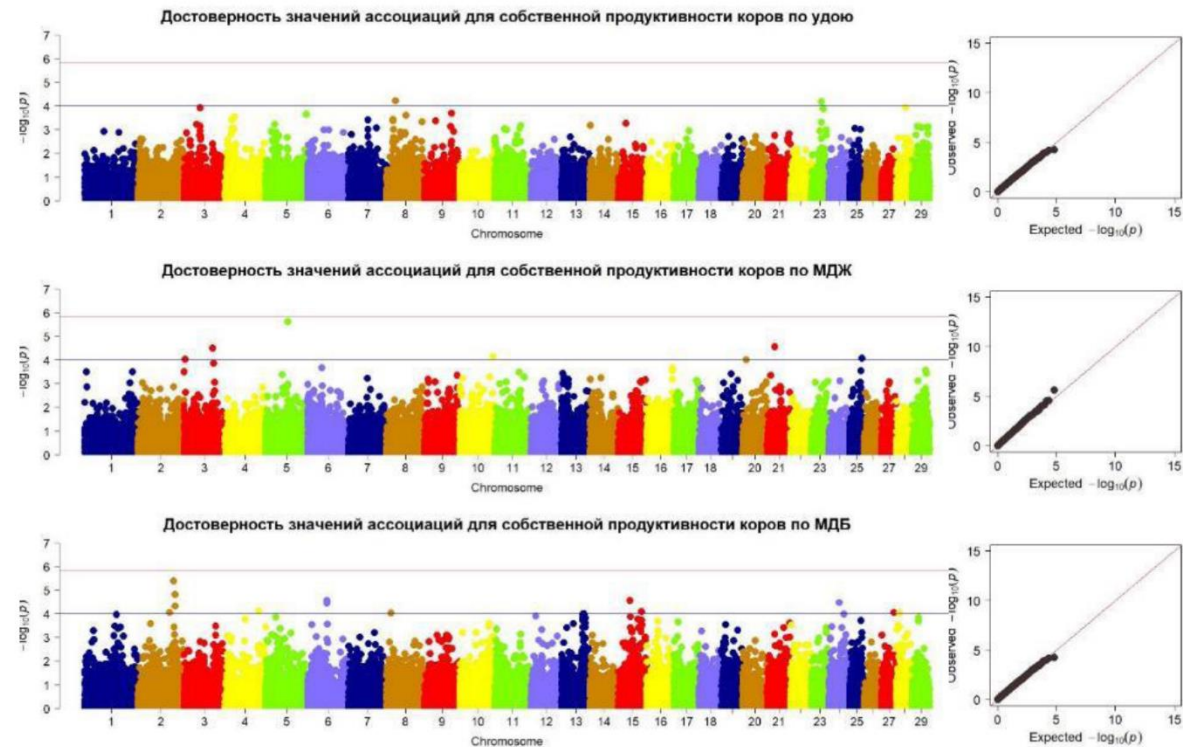 Достоверность значений ассоциаций для собственной продуктивности коров по удою
7
6
5
4
3
2
1
0
−log₁₀(p)
1 2 3 4 5 6 7 8 9 10 11 12 13 14 15 16 17 18 20 21 23 25 27 29
Chromosome
15
10
5
0
Observed −log₁₀(p)
0 5 10 15
Expected −log₁₀(p)
Достоверность значений ассоциаций для собственной продуктивности коров по МДЖ
7
6
5
4
3
2
1
0
−log₁₀(p)
1 2 3 4 5 6 7 8 9 10 11 12 13 14 15 16 17 18 20 21 23 25 27 29
Chromosome
15
10
5
0
Observed −log₁₀(p)
0 5 10 15
Expected −log₁₀(p)
Достоверность значений ассоциаций для собственной продуктивности коров по МДБ
7
6
5
4
3
2
1
0
−log₁₀(p)
1 2 3 4 5 6 7 8 9 10 11 12 13 14 15 16 17 18 20 21 23 25 27 29
Chromosome
15
10
5
0
Observed −log₁₀(p)
0 5 10 15
Expected −log₁₀(p)